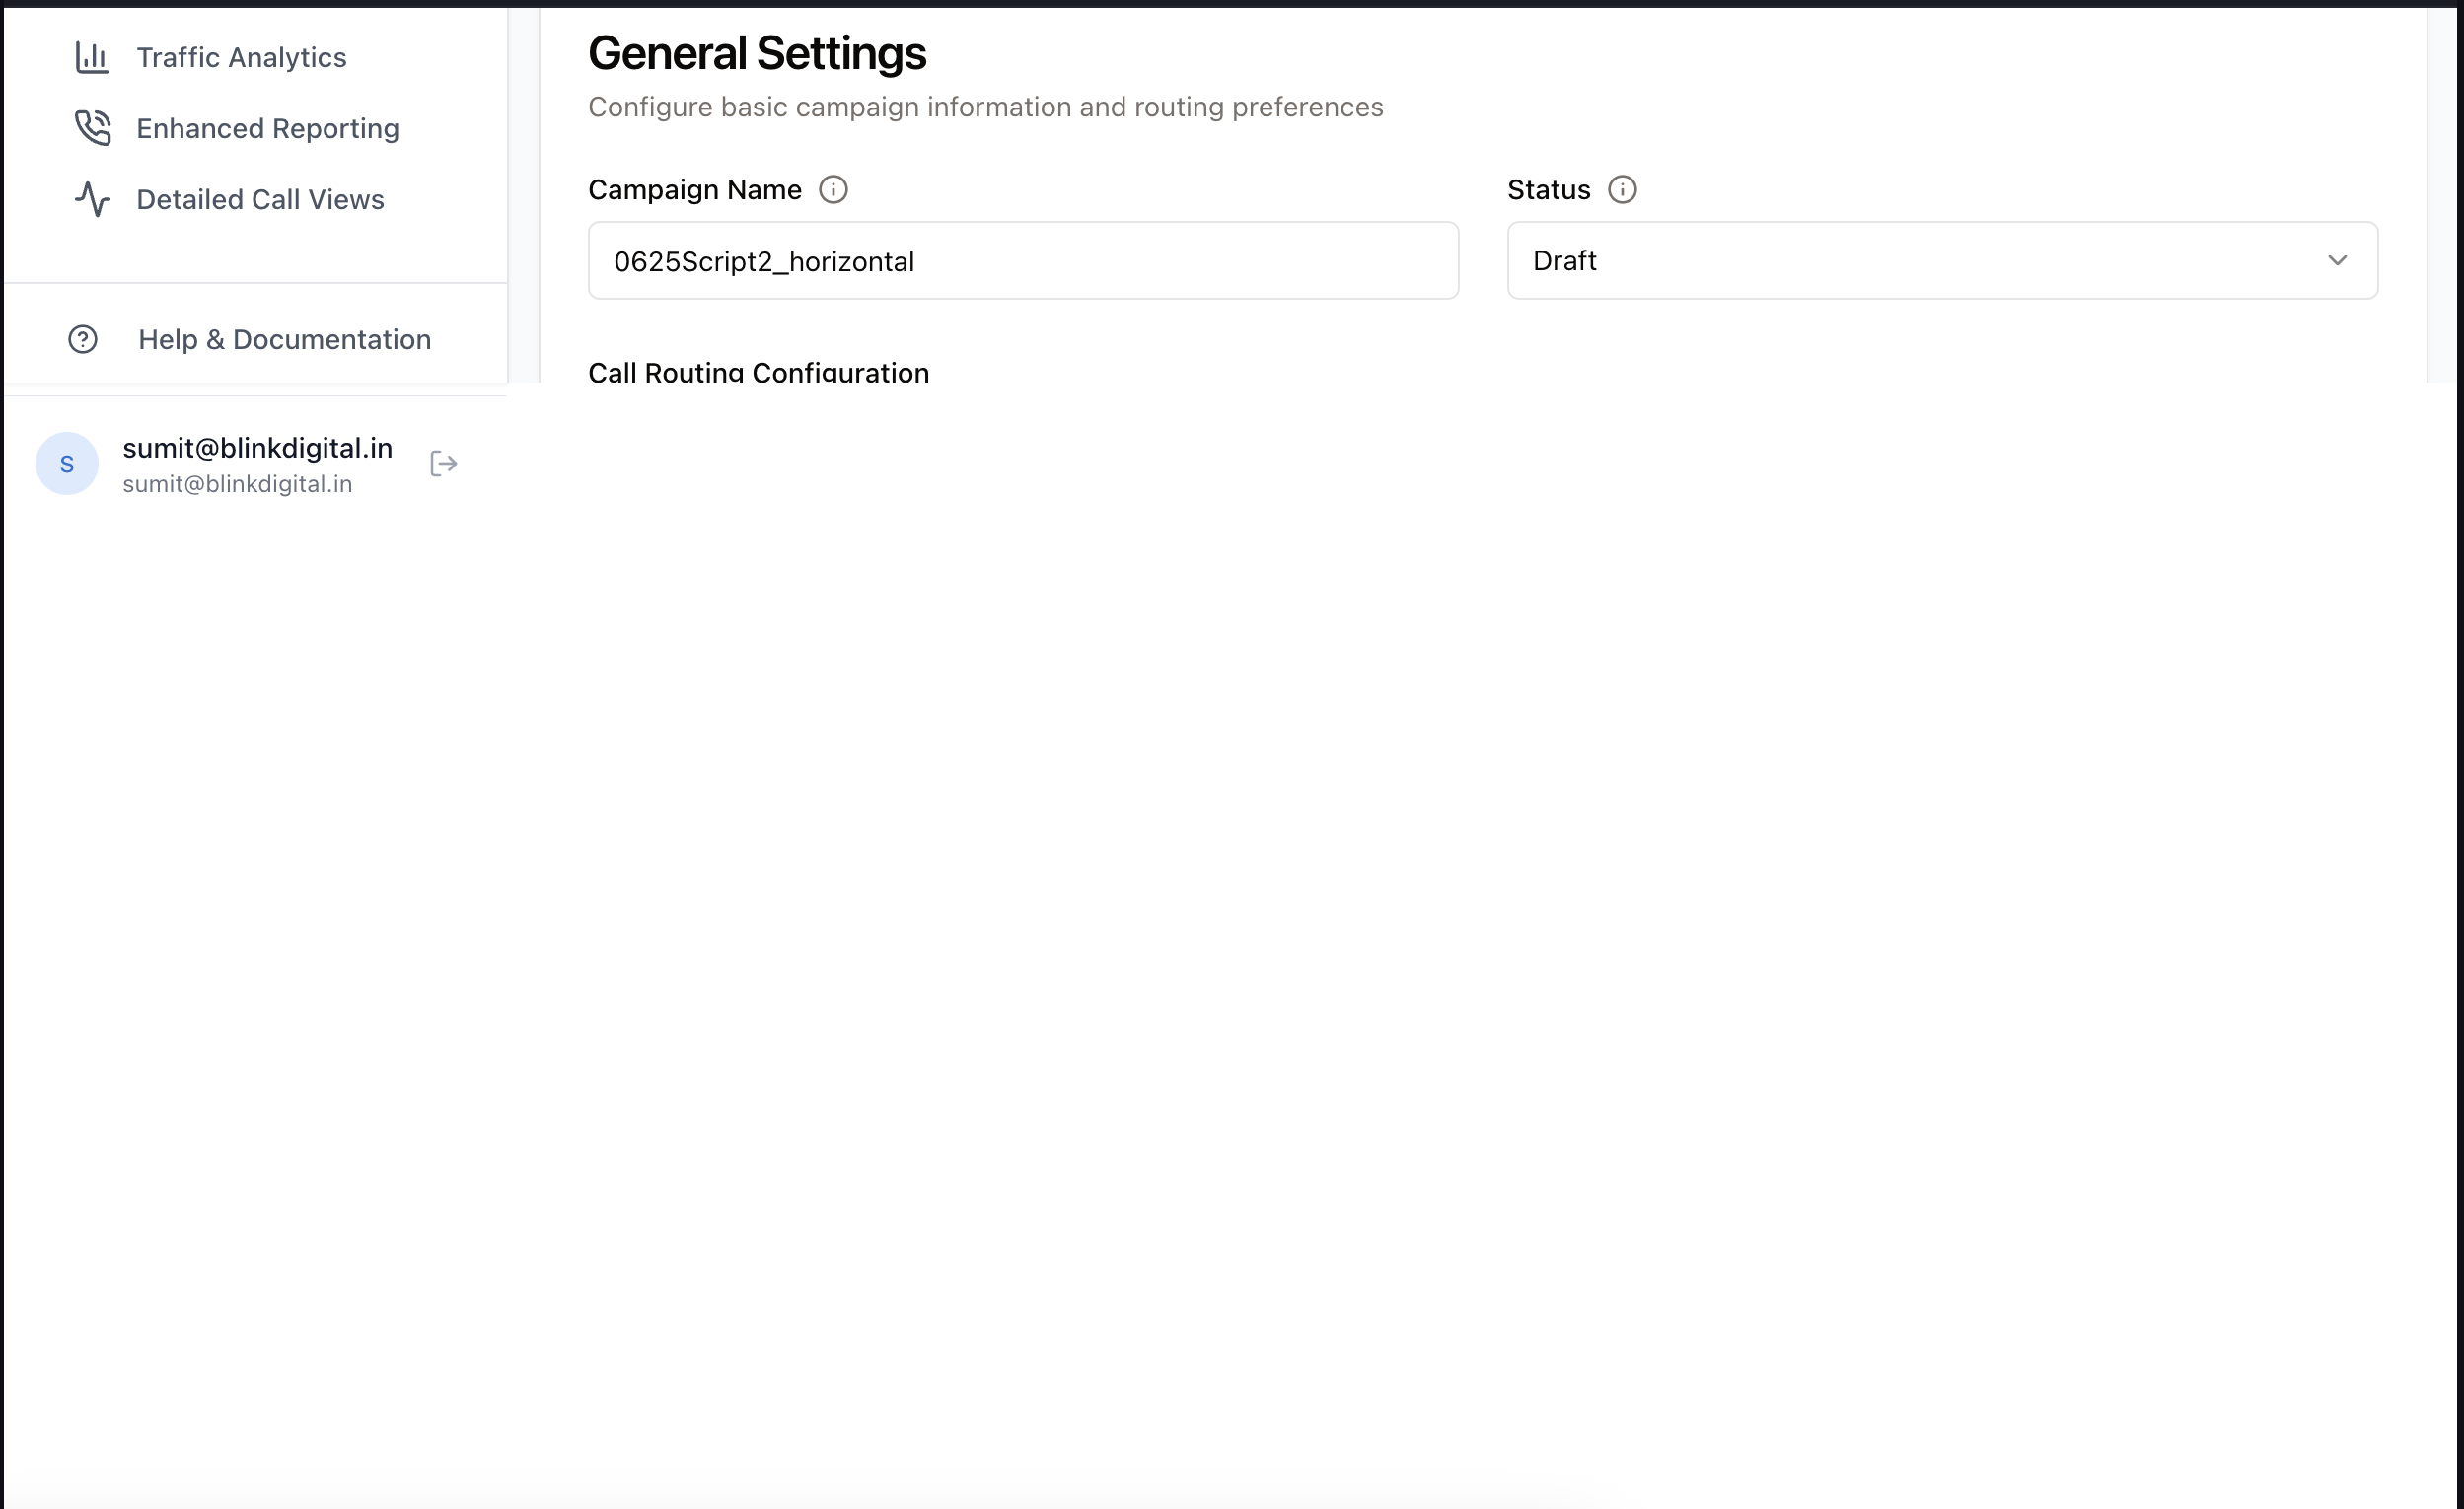 Traffic Analytics
Enhanced Reporting
Detailed Call Views
Help & Documentation
S
sumit@blinkdigital.in
sumit@blinkdigital.in
General Settings
Configure basic campaign information and routing preferences
Campaign Name
0625Script2_horizontal
Status
Draft
Call Routing Configuration